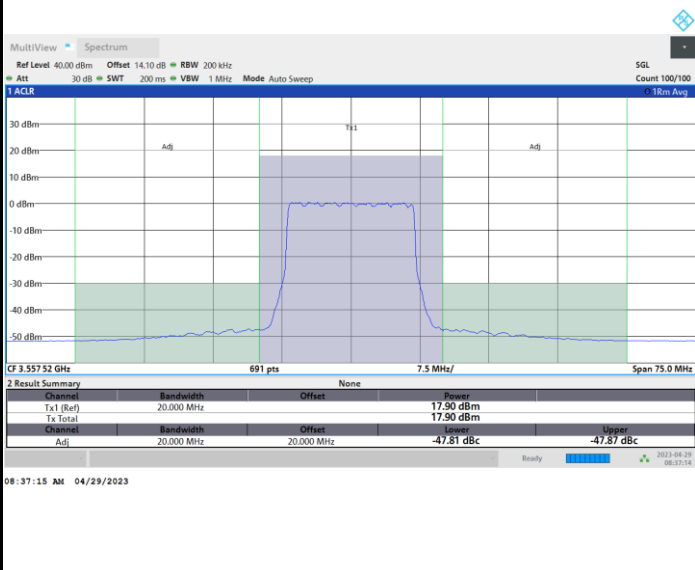 MultiView Spectrum
Ref Level 40.00 dBm Offset 14.10 dB RBW 200 kHz SGL
Att 30 dB SWT 200 ms VBW 1 MHz Mode Auto Sweep Count 100/100
1 ACLR 1Rm Avg
30 dBm
Tx1
Adj Adj
20 dBm
10 dBm
0 dBm
-10 dBm
-20 dBm
-30 dBm
-40 dBm
-50 dBm
CF 3.557 52 GHz 691 pts 7.5 MHz/ Span 75.0 MHz
2 Result Summary None
Channel Bandwidth Offset Power
Tx1 (Ref) 20.000 MHz 17.90 dBm
Tx Total 17.90 dBm
Channel Bandwidth Offset Lower Upper
Adj 20.000 MHz 20.000 MHz -47.81 dBc -47.87 dBc
Ready 2023-04-29
08:37:14
08:37:15 AM 04/29/2023